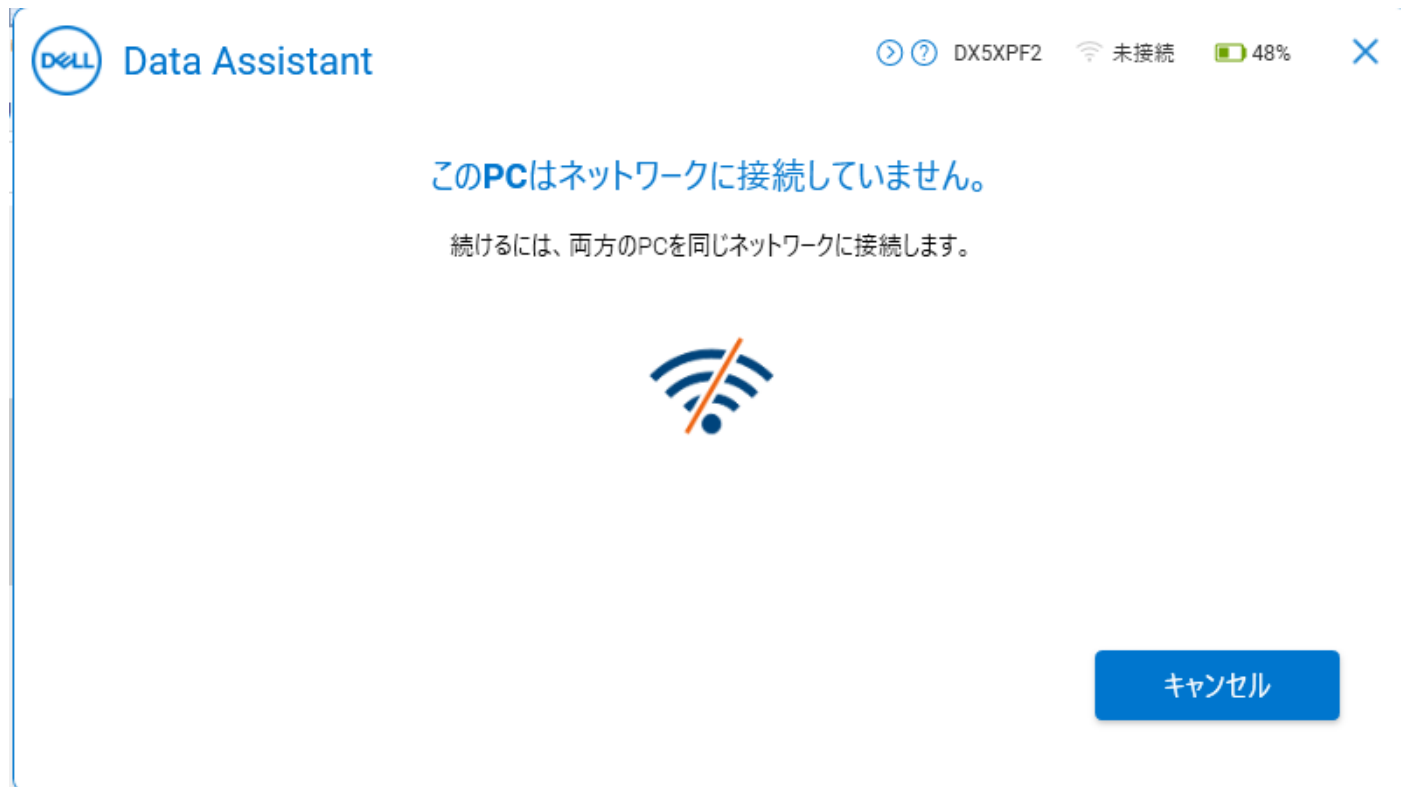 DELL Data Assistant DX5XPF2 未接続 48%
このPCはネットワークに接続していません。
続けるには、両方のPCを同じネットワークに接続します。
キャンセル